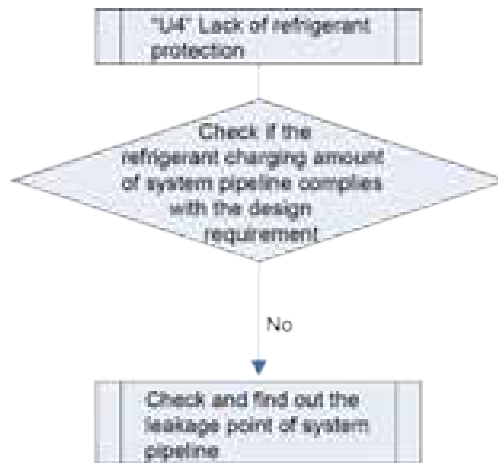 "U4" Lack of refrigerant
protection
Check if the
refrigerant charging amount
of system pipeline complies
with the design
requirement
No
Check and find out the
leakage point of system
pipeline